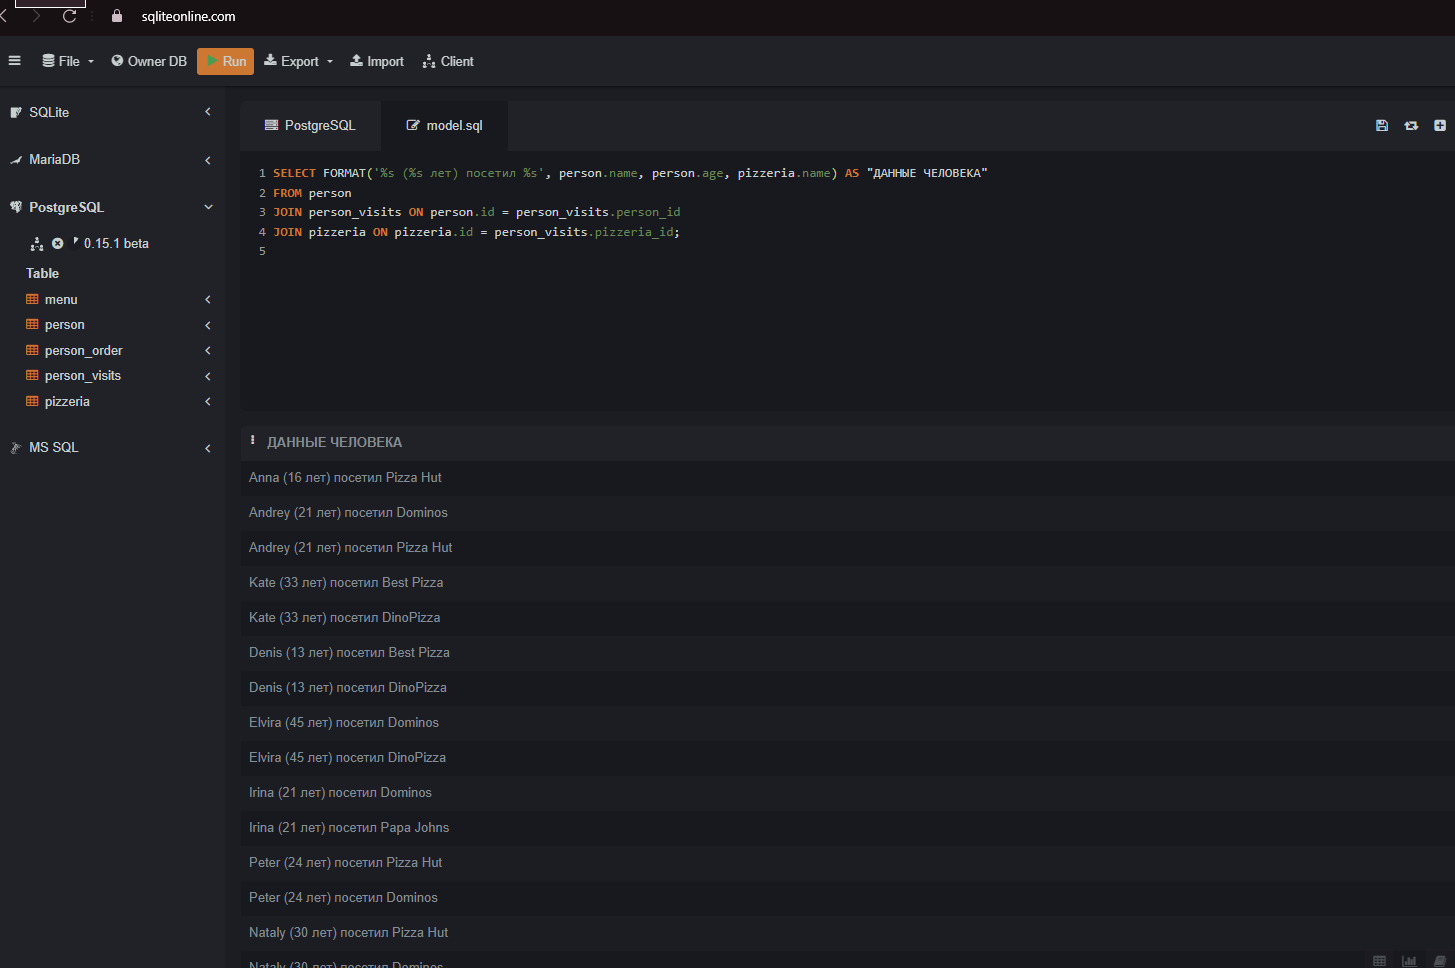 sqliteonline.com
File Owner DB Run Export Import Client
SQLite
MariaDB
PostgreSQL
0.15.1 beta
Table
menu
person
person_order
person_visits
pizzeria
MS SQL
PostgreSQL model.sql
1 SELECT FORMAT('%s (%s лет) посетил %s', person.name, person.age, pizzeria.name) AS "ДАННЫЕ ЧЕЛОВЕКА"
2 FROM person
3 JOIN person_visits ON person.id = person_visits.person_id
4 JOIN pizzeria ON pizzeria.id = person_visits.pizzeria_id;
5
ДАННЫЕ ЧЕЛОВЕКА
Anna (16 лет) посетил Pizza Hut
Andrey (21 лет) посетил Dominos
Andrey (21 лет) посетил Pizza Hut
Kate (33 лет) посетил Best Pizza
Kate (33 лет) посетил DinoPizza
Denis (13 лет) посетил Best Pizza
Denis (13 лет) посетил DinoPizza
Elvira (45 лет) посетил Dominos
Elvira (45 лет) посетил DinoPizza
Irina (21 лет) посетил Dominos
Irina (21 лет) посетил Papa Johns
Peter (24 лет) посетил Pizza Hut
Peter (24 лет) посетил Dominos
Nataly (30 лет) посетил Pizza Hut
Nataly (30 лет) посетил Dominos